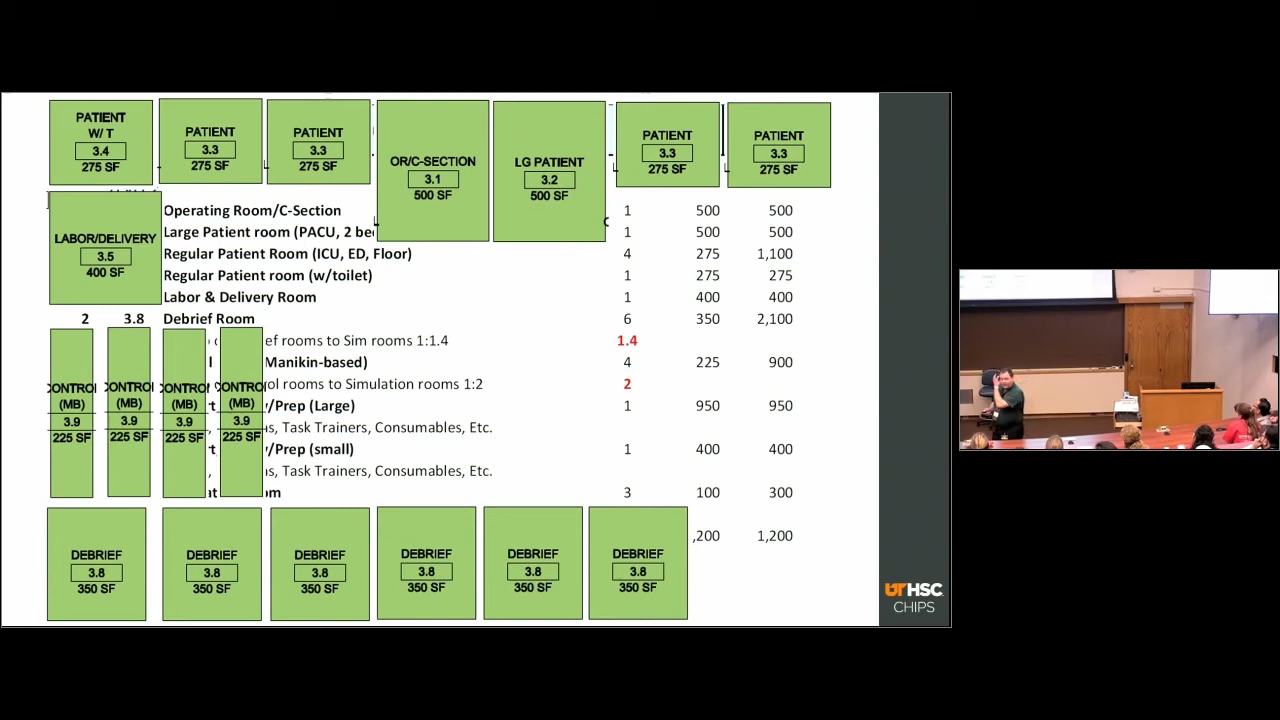 PATIENT
W/ T
3.4
275 SF
PATIENT
3.3
275 SF
PATIENT
3.3
275 SF
OR/C-SECTION
3.1
500 SF
LG PATIENT
3.2
500 SF
PATIENT
3.3
275 SF
PATIENT
3.3
275 SF
LABOR/DELIVERY
3.5
400 SF
Operating Room/C-Section 1 500 500
Large Patient room (PACU, 2 1 500 500
Regular Patient Room (ICU, ED, Floor) 4 275 1,100
Regular Patient room (w/toilet) 1 275 275
Labor & Delivery Room 1 400 400
2 3.8 Debrief Room 6 350 2,100
rooms to Sim rooms 1:1.4 1.4
Manikin-based) 4 225 900
rooms to Simulation rooms 1:2 2
/Prep (Large) 1 950 950
Task Trainers, Consumables, Etc.
/Prep (small) 1 400 400
Task Trainers, Consumables, Etc.
3 100 300
,200 1,200
CONTROL
(MB)
3.9
225 SF
CONTROL
(MB)
3.9
225 SF
CONTROL
(MB)
3.9
225 SF
CONTROL
(MB)
3.9
225 SF
DEBRIEF
3.8
350 SF
DEBRIEF
3.8
350 SF
DEBRIEF
3.8
350 SF
DEBRIEF
3.8
350 SF
DEBRIEF
3.8
350 SF
DEBRIEF
3.8
350 SF
UTHSC
CHIPS